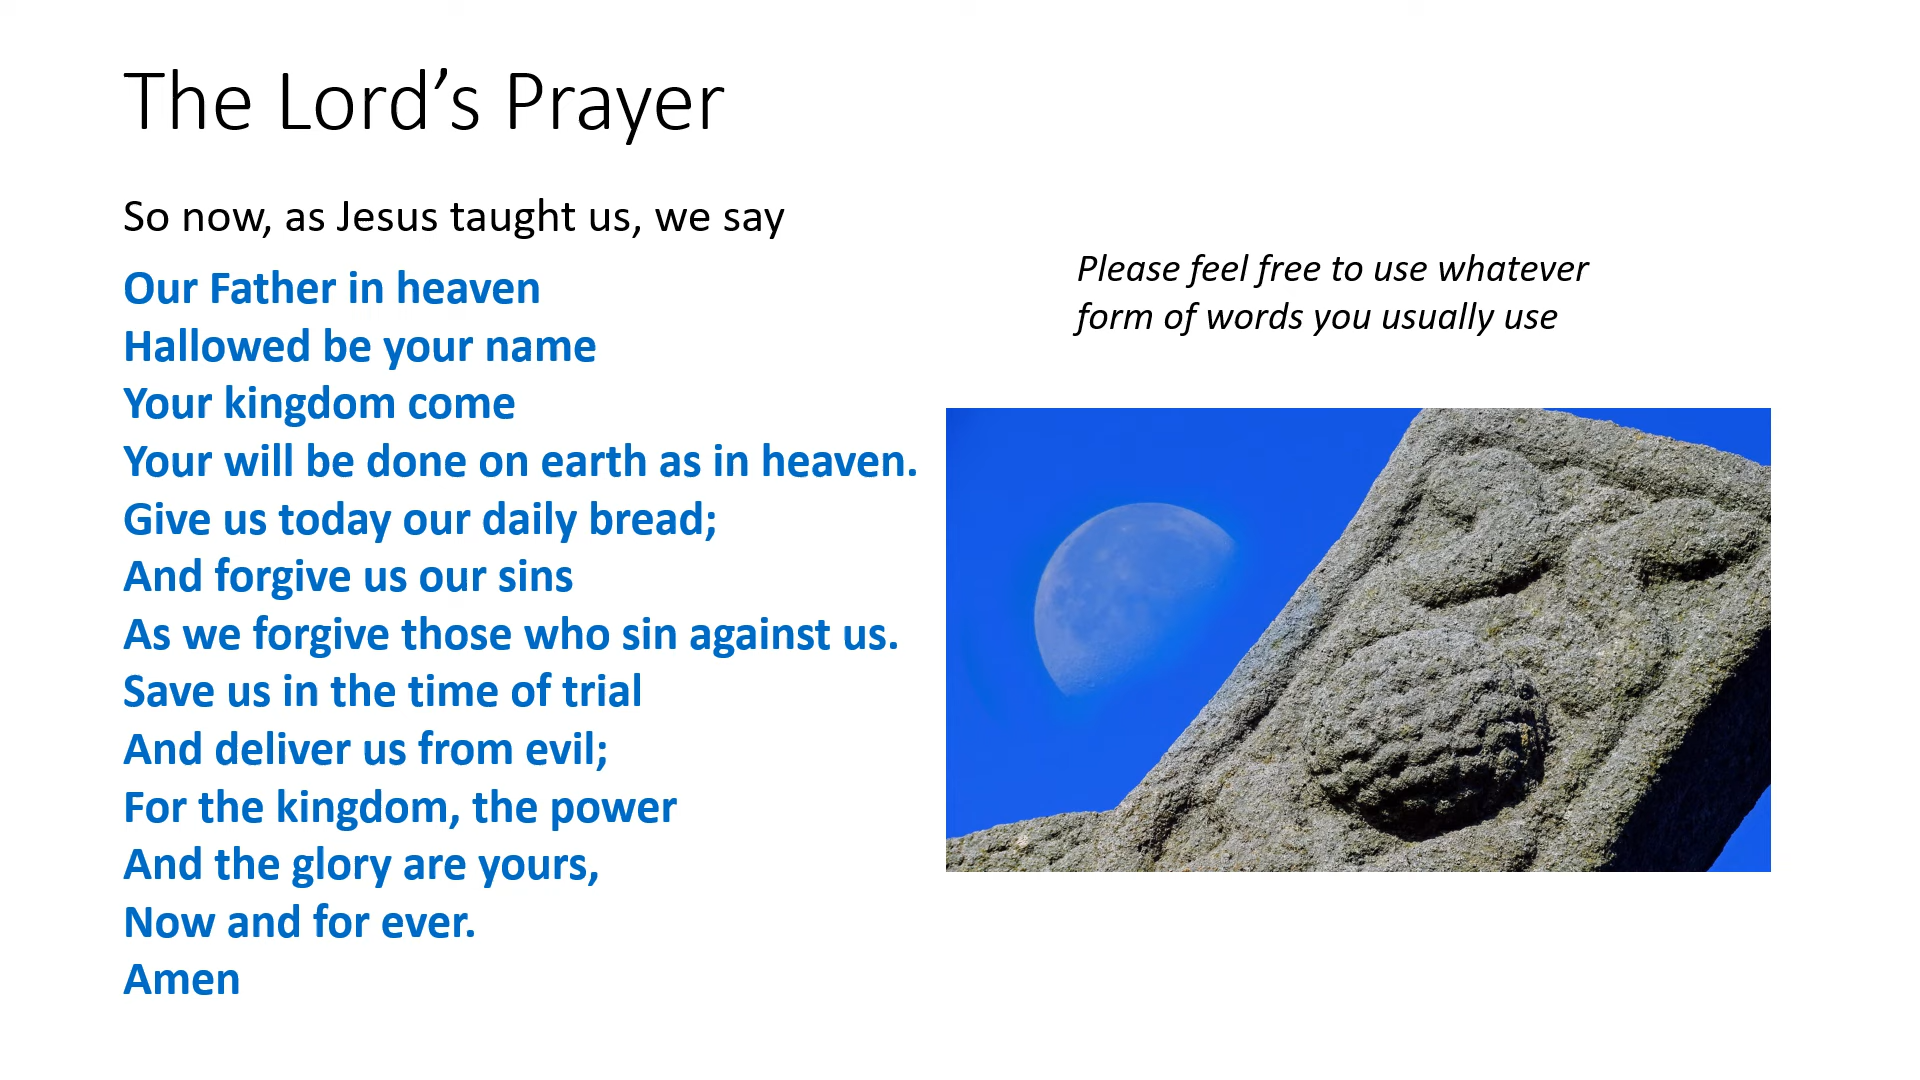 The Lord’s Prayer
So now, as Jesus taught us, we say
Our Father in heaven
Hallowed be your name
Your kingdom come
Your will be done on earth as in heaven.
Give us today our daily bread;
And forgive us our sins
As we forgive those who sin against us.
Save us in the time of trial
And deliver us from evil;
For the kingdom, the power
And the glory are yours,
Now and for ever.
Amen
Please feel free to use whatever
form of words you usually use